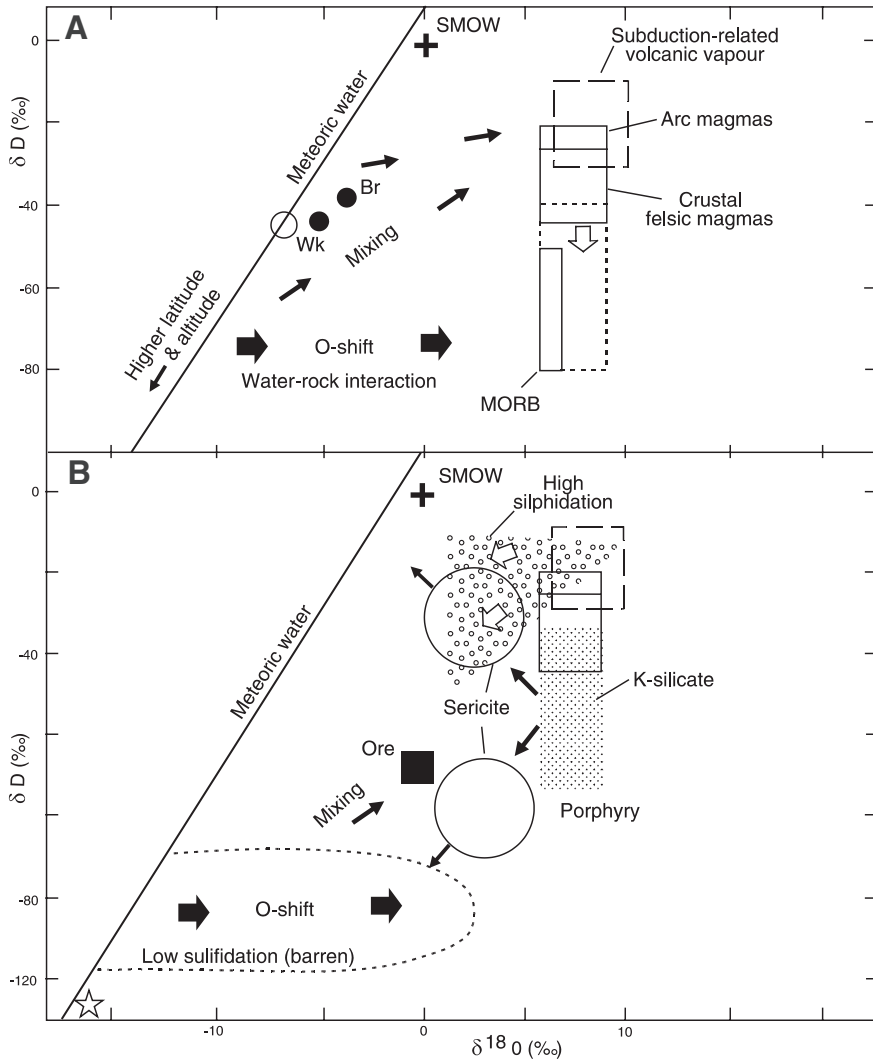 A
SMOW
Subduction-related
volcanic vapour
Arc magmas
Crustal
felsic magmas
Meteoric water
Br
Wk
Mixing
Higher latitude
& altitude
O-shift
Water-rock interaction
MORB
δ D (‰)
0
-20
-40
-60
-80
B
SMOW
High
silphidation
Meteoric water
K-silicate
Sericite
Ore
Mixing
Porphyry
O-shift
Low sulifidation (barren)
δ D (‰)
0
-40
-80
-120
-10
0
10
δ 18 0 (‰)